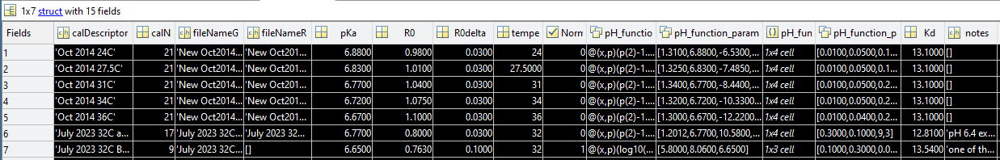 1x7 struct with 15 fields
Fields calDescriptor calN fileNameG fileNameR pKa R0 R0delta tempe Norm pH_functio pH_function_param pH_fun pH_function_p Kd notes
1 'Oct 2014 24C' 21 'New Oct2014... 'New Oct201... 6.8800 0.9800 0.0300 24 0 @(x,p)(p(2)-1.... [1.3100,6.8800,-6.5300,... 1x4 cell [0.0100,0.0500,0.1... 13.1000 []
2 'Oct 2014 27.5C' 21 'New Oct2014... 'New Oct201... 6.8300 1.0100 0.0300 27.5000 0 @(x,p)(p(2)-1.... [1.3250,6.8300,-7.4850,... 1x4 cell [0.0100,0.0500,0.1... 13.1000 []
3 'Oct 2014 31C' 21 'New Oct2014... 'New Oct201... 6.7700 1.0400 0.0300 31 0 @(x,p)(p(2)-1.... [1.3400,6.7700,-8.4400,... 1x4 cell [0.0100,0.0500,0.2... 13.1000 []
4 'Oct 2014 34C' 21 'New Oct2014... 'New Oct201... 6.7200 1.0750 0.0300 34 0 @(x,p)(p(2)-1.... [1.3200,6.7200,-10.3300,... 1x4 cell [0.0100,0.0500,0.2... 13.1000 []
5 'Oct 2014 36C' 21 'New Oct2014... 'New Oct201... 6.6700 1.1000 0.0300 36 0 @(x,p)(p(2)-1.... [1.3000,6.6700,-12.2200,... 1x4 cell [0.0100,0.0400,0.2... 13.1000 []
6 'July 2023 32C a... 17 'July 2023 32C... 'July 2023 32... 6.7700 0.8000 0.0300 32 0 @(x,p)(p(2)-1.... [1.2012,6.7700,10.5800,... 1x4 cell [0.3000,0.1000,9,3] 12.8100 'pH 6.4 ex...
7 'July 2023 32C B... 9 'July 2023 32C... [] 6.6500 0.7630 0.1000 32 1 @(x,p)(log10(... [5.8000,8.0600,6.6500] 1x3 cell [0.1000,0.3000,0.0... 13.5400 'one of th...